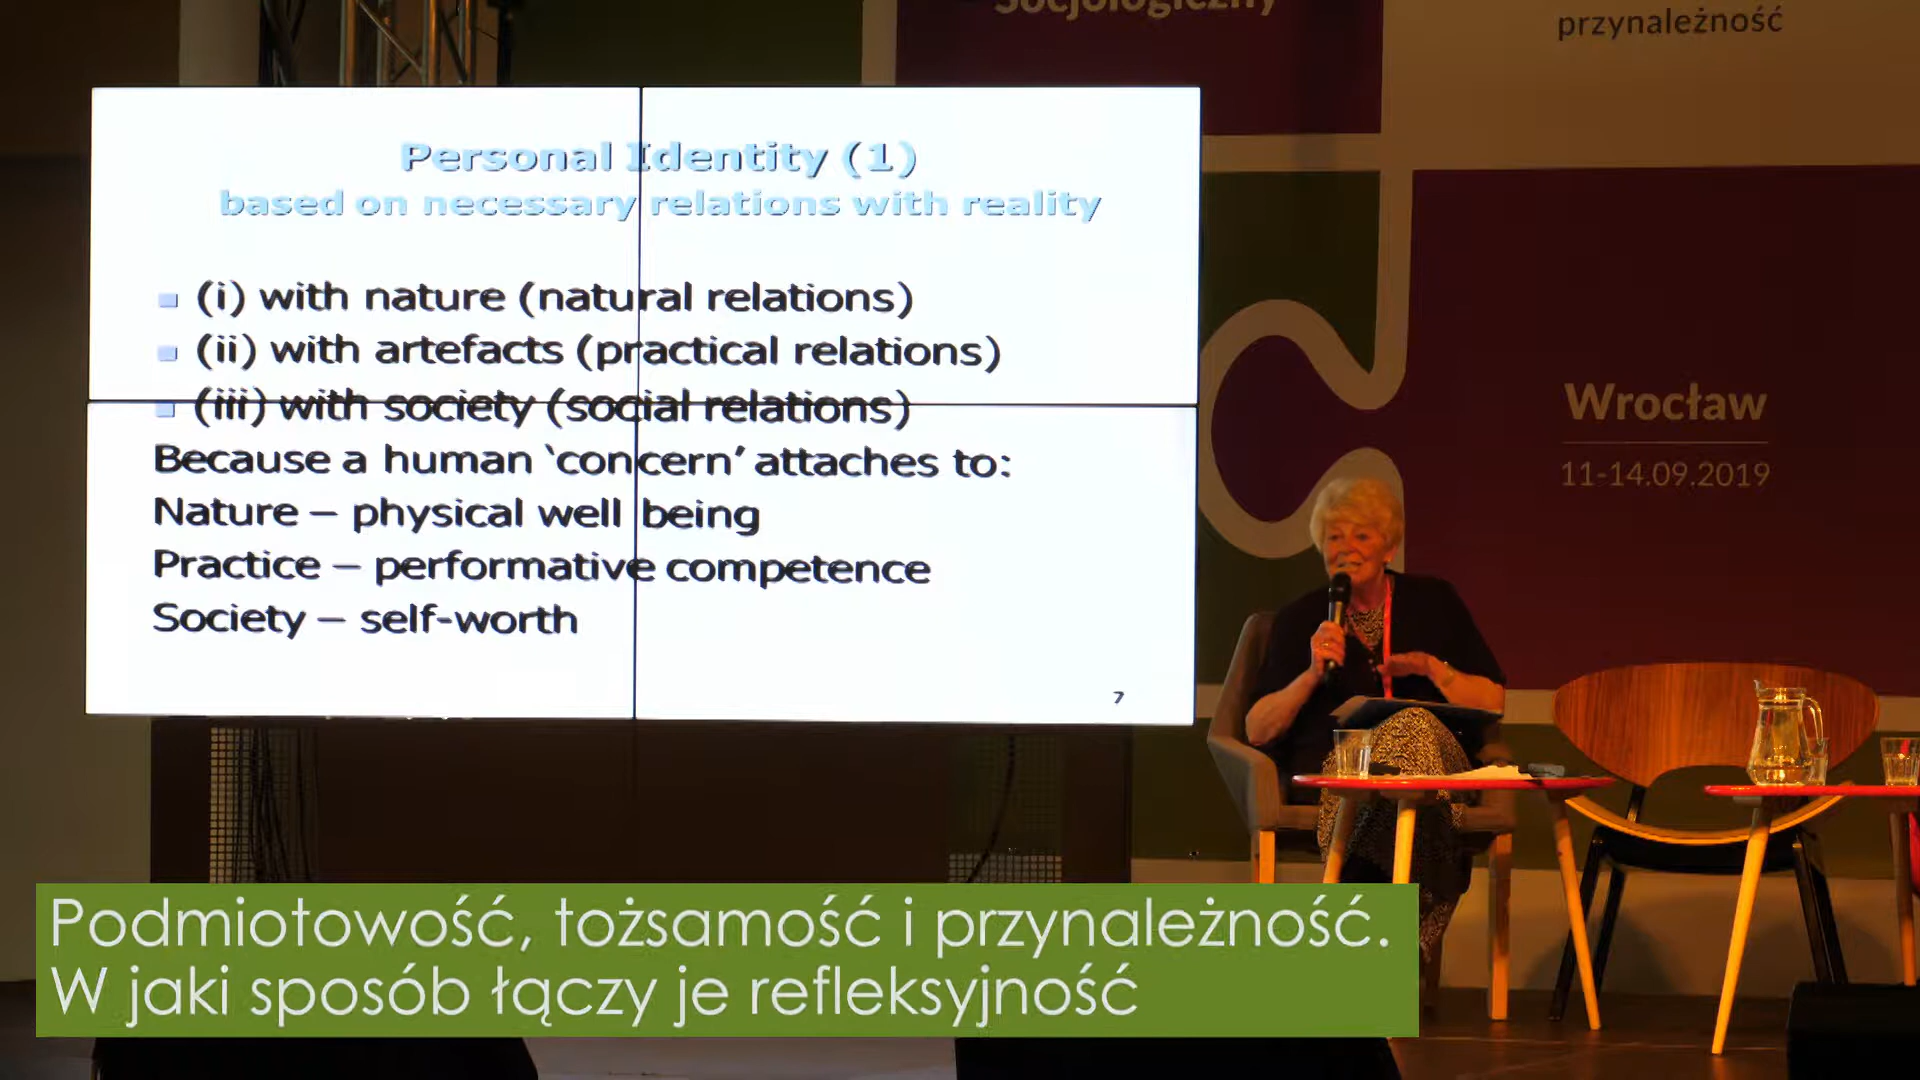 Socjologiczny
przynależność
Personal Identity (1)
based on necessary relations with reality
(i) with nature (natural relations)
(ii) with artefacts (practical relations)
(iii) with society (social relations)
Because a human ‘concern’ attaches to:
Nature – physical well being
Practice – performative competence
Society – self-worth
7
Wrocław
11-14.09.2019
Podmiotowość, tożsamość i przynależność.
W jaki sposób łączy je refleksyjność